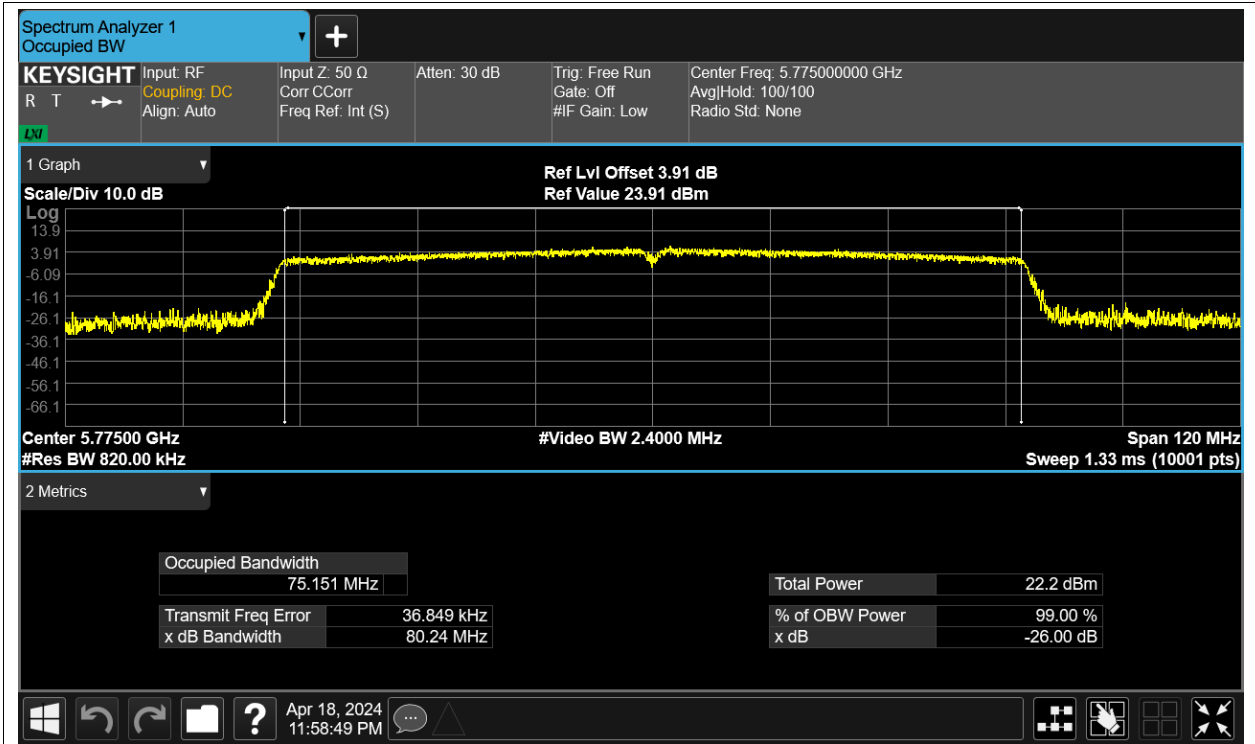 Spectrum Analyzer 1
Occupied BW
KEYSIGHT
R T
LXI
Input: RF
Coupling: DC
Align: Auto
Input Z: 50 Ω
Corr CCorr
Freq Ref: Int (S)
Atten: 30 dB
Trig: Free Run
Gate: Off
#IF Gain: Low
Center Freq: 5.775000000 GHz
Avg|Hold: 100/100
Radio Std: None
1 Graph
Scale/Div 10.0 dB
Ref Lvl Offset 3.91 dB
Ref Value 23.91 dBm
Log
13.9
3.91
-6.09
-16.1
-26.1
-36.1
-46.1
-56.1
-66.1
Center 5.77500 GHz
#Video BW 2.4000 MHz
Span 120 MHz
#Res BW 820.00 kHz
Sweep 1.33 ms (10001 pts)
2 Metrics
Occupied Bandwidth
75.151 MHz
Transmit Freq Error 36.849 kHz
x dB Bandwidth 80.24 MHz
Total Power 22.2 dBm
% of OBW Power 99.00 %
x dB -26.00 dB
?
Apr 18, 2024
11:58:49 PM